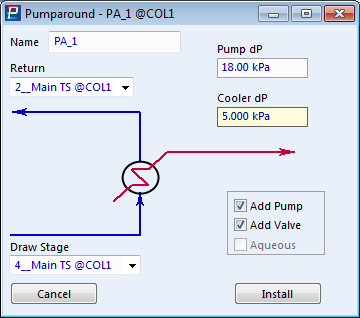 Pumparound - PA_1 @COL1
Name PA_1
Pump dP
18.00 kPa
Return
2__Main TS @COL1
Cooler dP
5.000 kPa
Add Pump
Add Valve
Aqueous
Draw Stage
4__Main TS @COL1
Cancel
Install